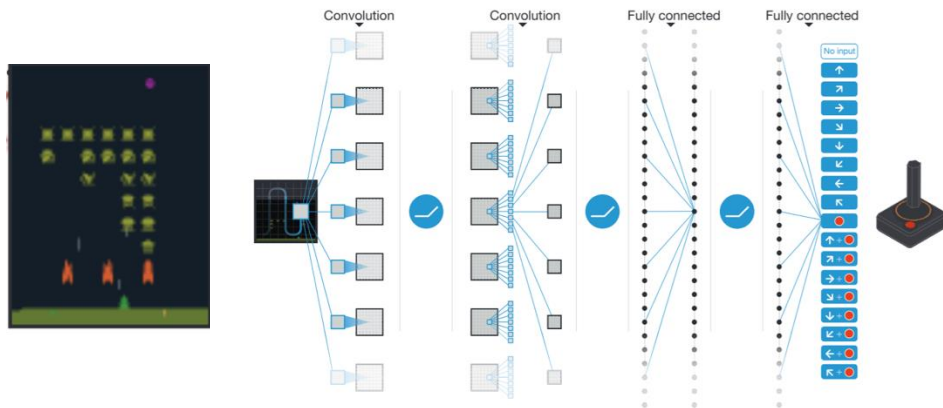 Convolution
Convolution
Fully connected
Fully connected
No input
+
+
+
+
+
+
+
+